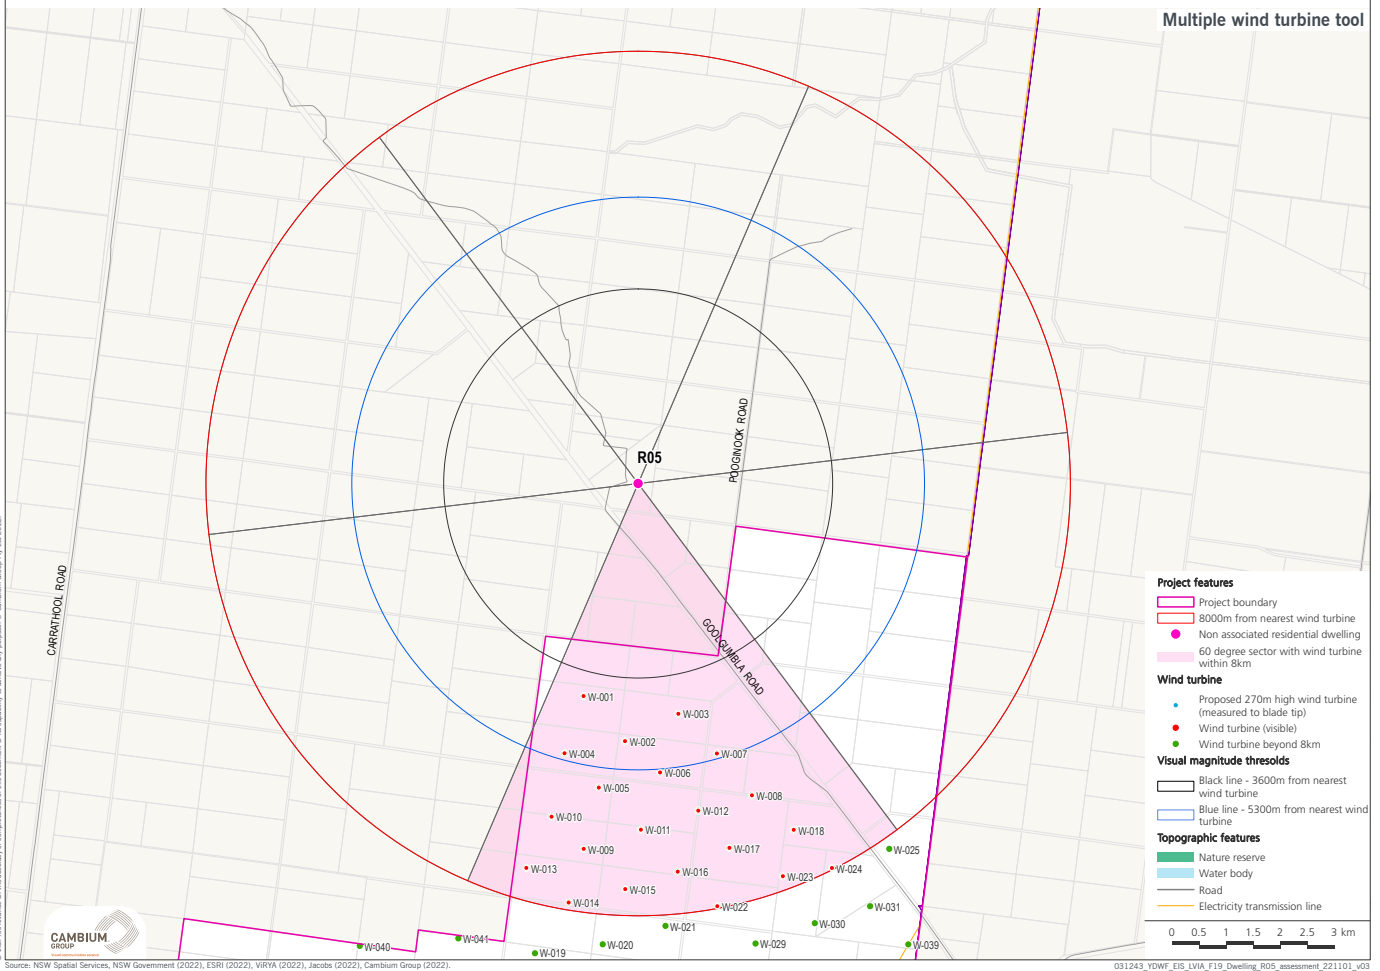 Multiple wind turbine tool
R05
POOGINOOK ROAD
CARRATHOOL ROAD
GOOLGUMBLA ROAD
W-001
W-003
W-002
W-004
W-007
W-006
W-005
W-008
W-012
W-010
W-011
W-018
W-009
W-017
W-025
W-013
W-016
W-024
W-023
W-015
W-014
W-022
W-031
W-021
W-030
W-041
W-040
W-020
W-029
W-039
W-019
Project features
Project boundary
8000m from nearest wind turbine
Non associated residential dwelling
60 degree sector with wind turbine
within 8km
Wind turbine
Proposed 270m high wind turbine
(measured to blade tip)
Wind turbine (visible)
Wind turbine beyond 8km
Visual magnitude thresolds
Black line - 3600m from nearest
wind turbine
Blue line - 5300m from nearest wind
turbine
Topographic features
Nature reserve
Water body
Road
Electricity transmission line
0 0.5 1 1.5 2 2.5 3 km
CAMBIUM
GROUP
Source: NSW Spatial Services, NSW Government (2022), ESRI (2022), ViRYA (2022), Jacobs (2022), Cambium Group (2022).
031243_YDWF_EIS_LVIA_F19_Dwelling_R05_assessment_221101_v03